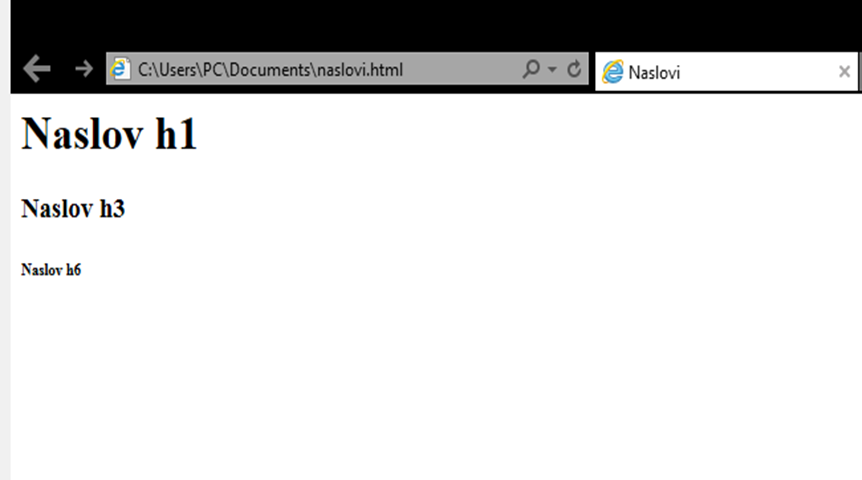 C:\Users\PC\Documents\naslovi.html
Naslovi
Naslov h1
Naslov h3
Naslov h6